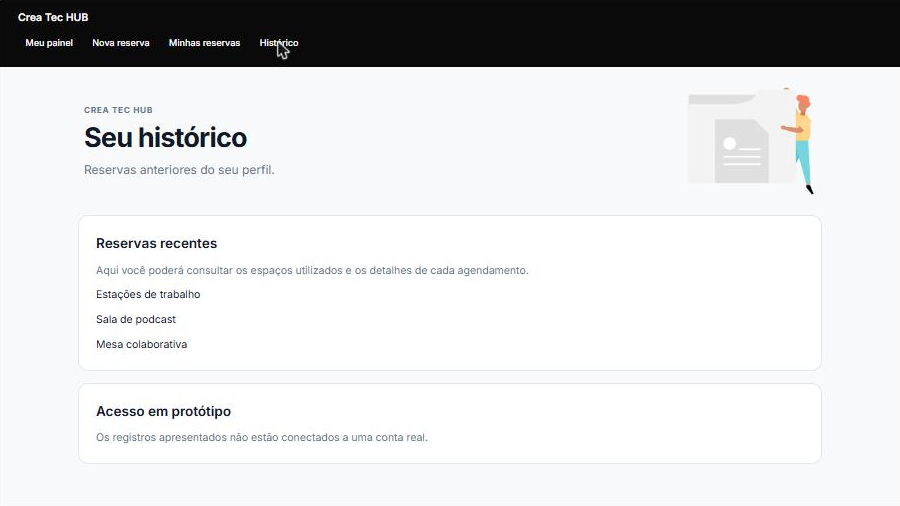 Crea Tec HUB
Meu painel Nova reserva Minhas reservas Histórico
CREA TEC HUB
Seu histórico
Reservas anteriores do seu perfil.
Reservas recentes
Aqui você poderá consultar os espaços utilizados e os detalhes de cada agendamento.
Estações de trabalho
Sala de podcast
Mesa colaborativa
Acesso em protótipo
Os registros apresentados não estão conectados a uma conta real.